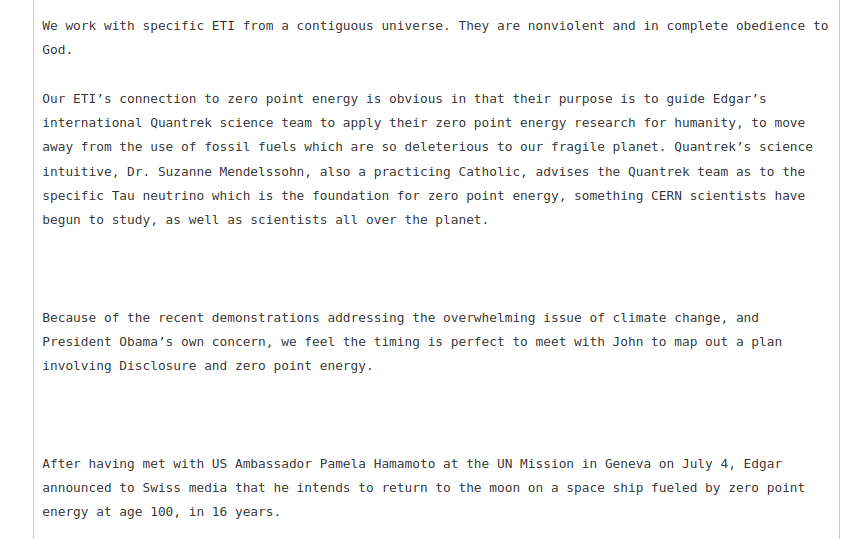 We work with specific ETI from a contiguous universe. They are nonviolent and in complete obedience to
God.
Our ETI’s connection to zero point energy is obvious in that their purpose is to guide Edgar’s
international Quantrek science team to apply their zero point energy research for humanity, to move
away from the use of fossil fuels which are so deleterious to our fragile planet. Quantrek’s science
intuitive, Dr. Suzanne Mendelssohn, also a practicing Catholic, advises the Quantrek team as to the
specific Tau neutrino which is the foundation for zero point energy, something CERN scientists have
begun to study, as well as scientists all over the planet.
Because of the recent demonstrations addressing the overwhelming issue of climate change, and
President Obama’s own concern, we feel the timing is perfect to meet with John to map out a plan
involving Disclosure and zero point energy.
After having met with US Ambassador Pamela Hamamoto at the UN Mission in Geneva on July 4, Edgar
announced to Swiss media that he intends to return to the moon on a space ship fueled by zero point
energy at age 100, in 16 years.